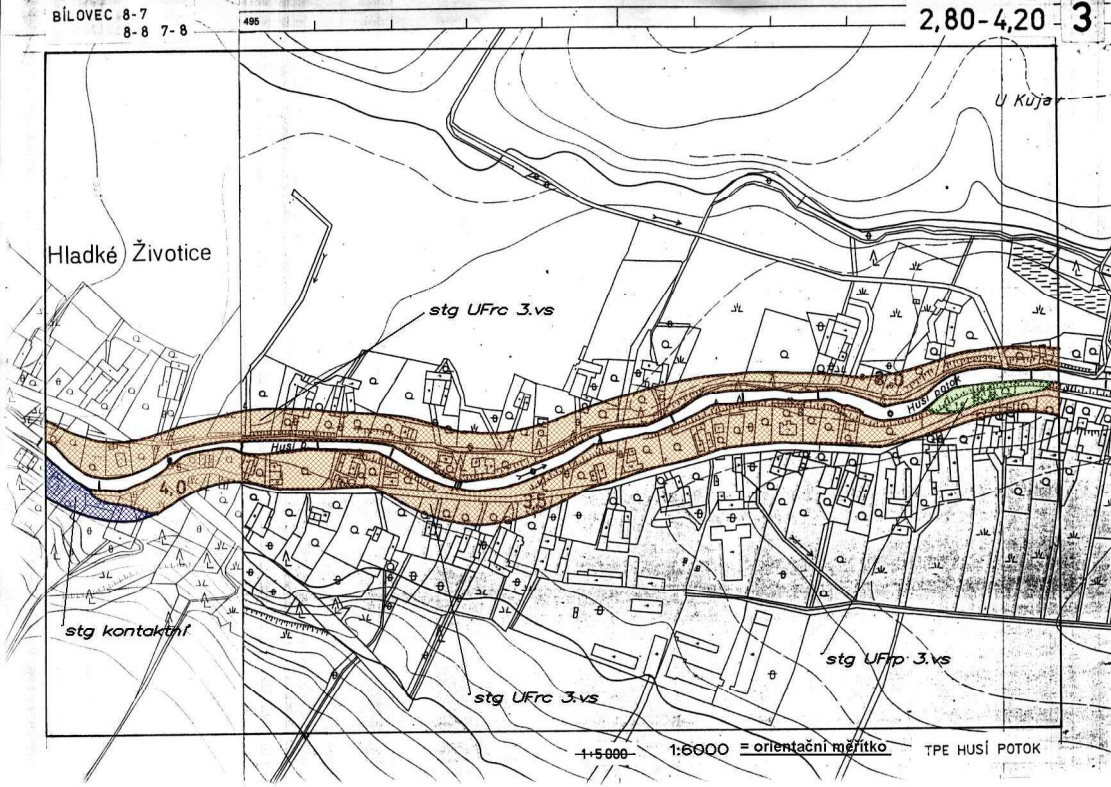 BÍLOVEC 8-7
8-8 7-8
495
2,80-4,20
3
U Kujar
Hladké Životice
stg UFrc 3.vs
3,0
HUSÍ POTOK
HUSÍ P.
4,0
3,5
stg kontaktní
stg UFrc 3.vs
stg UFrp 3.vs
1:5000
1:6000 = orientační měřítko
TPE HUSÍ POTOK